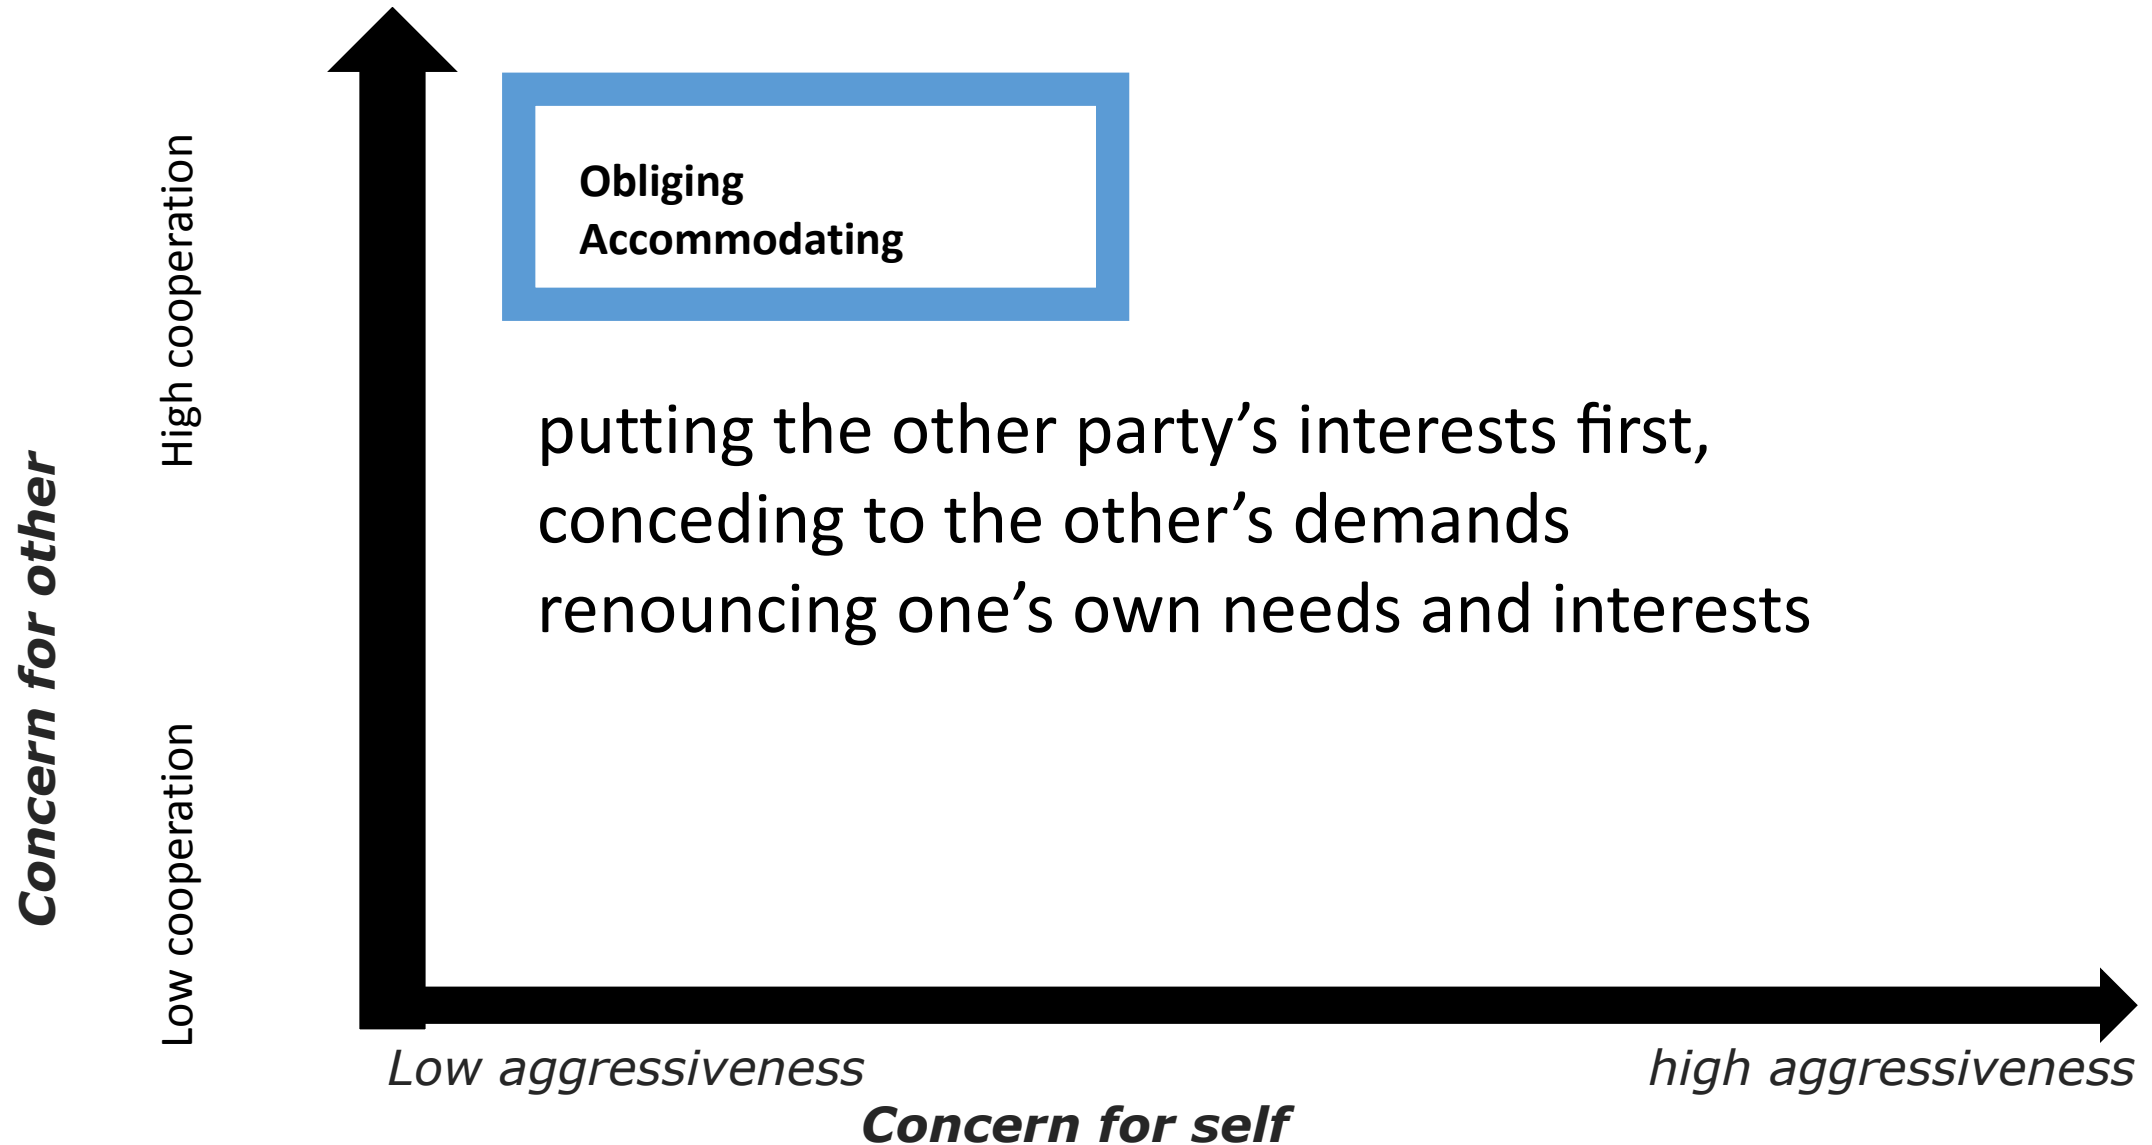 High cooperation
Obliging
Accommodating
putting the other party’s interests first,
conceding to the other’s demands
renouncing one’s own needs and interests
Concern for other
Low cooperation
Low aggressiveness
high aggressiveness
Concern for self